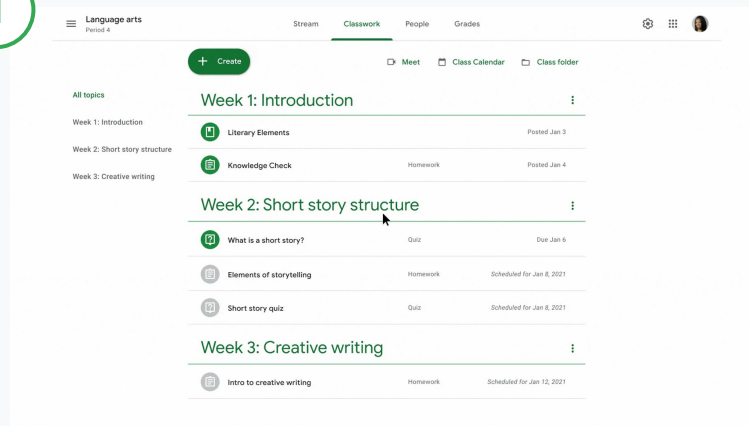 Language arts
Period 4
Stream Classwork People Grades
+ Create
Meet Class Calendar Class folder
All topics
Week 1: Introduction
Week 2: Short story structure
Week 3: Creative writing
Week 1: Introduction
Literary Elements Posted Jan 3
Knowledge Check Homework Posted Jan 4
Week 2: Short story structure
What is a short story? Quiz Due Jan 6
Elements of storytelling Homework Scheduled for Jan 8, 2021
Short story quiz Quiz Scheduled for Jan 8, 2021
Week 3: Creative writing
Intro to creative writing Homework Scheduled for Jan 12, 2021